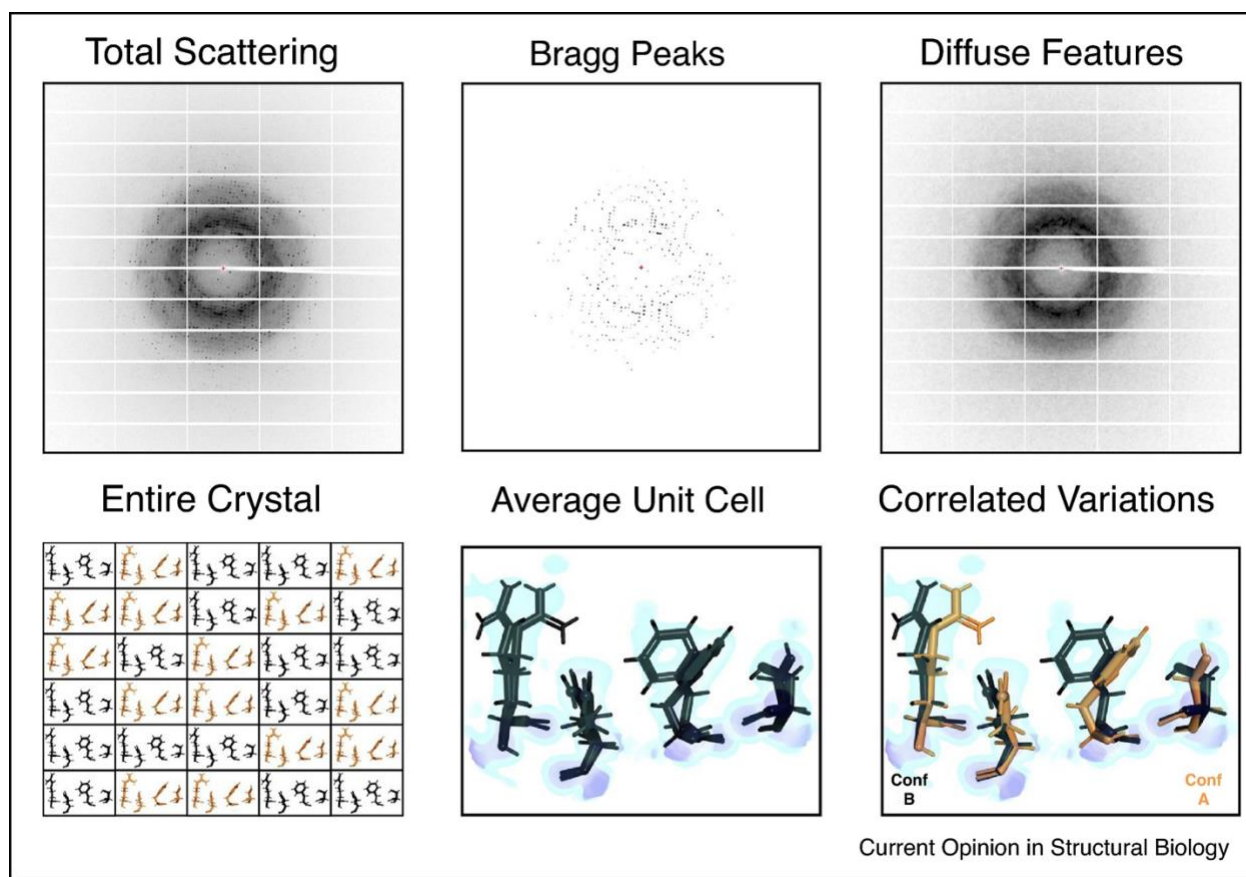 Total Scattering
Bragg Peaks
Diffuse Features
Entire Crystal
Average Unit Cell
Correlated Variations
Conf
B
Conf
A
Current Opinion in Structural Biology